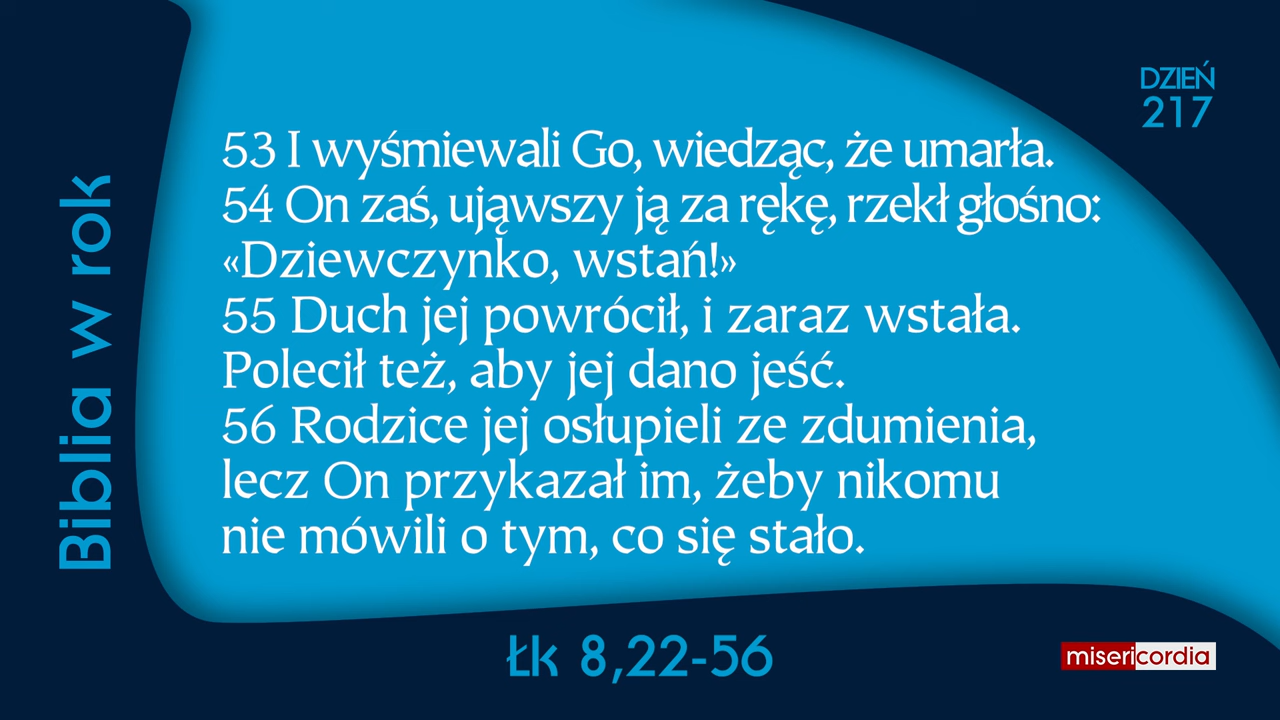 DZIEŃ
217
53 I wyśmiewali Go, wiedząc, że umarła.
54 On zaś, ująwszy ją za rękę, rzekł głośno:
«Dziewczynko, wstań!»
55 Duch jej powrócił, i zaraz wstała.
Polecił też, aby jej dano jeść.
56 Rodzice jej osłupieli ze zdumienia,
lecz On przykazał im, żeby nikomu
nie mówili o tym, co się stało.
Biblia w rok
Łk 8,22-56
misericordia